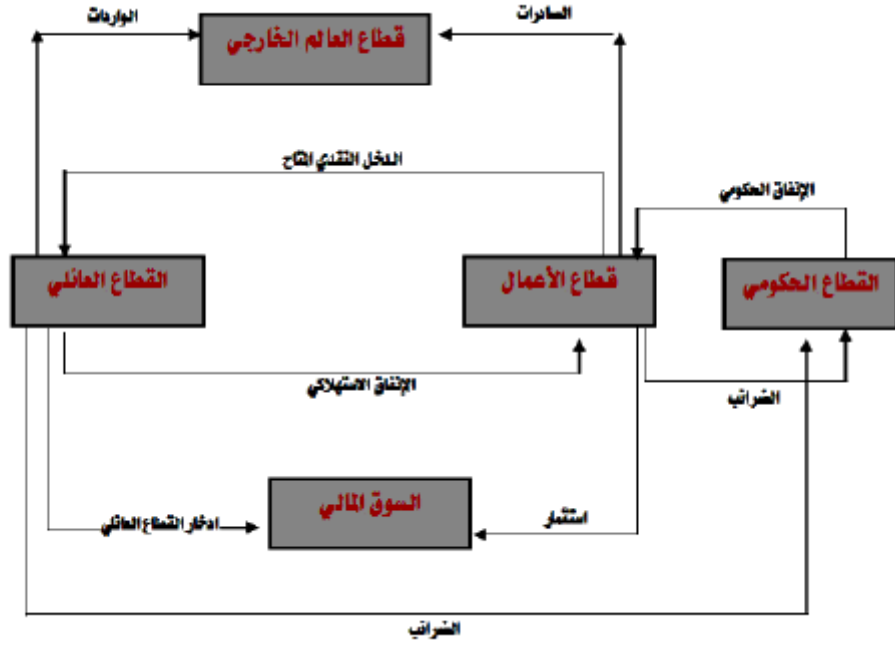 الواردات
الصادرات
قطاع العالم الخارجي
الدخل النقدي المتاح
الإنفاق الحكومي
القطاع العائلي
قطاع الأعمال
القطاع الحكومي
الإنفاق الاستهلاكي
الضرائب
السوق المالي
ادخار القطاع العائلي
استثمار
الضرائب